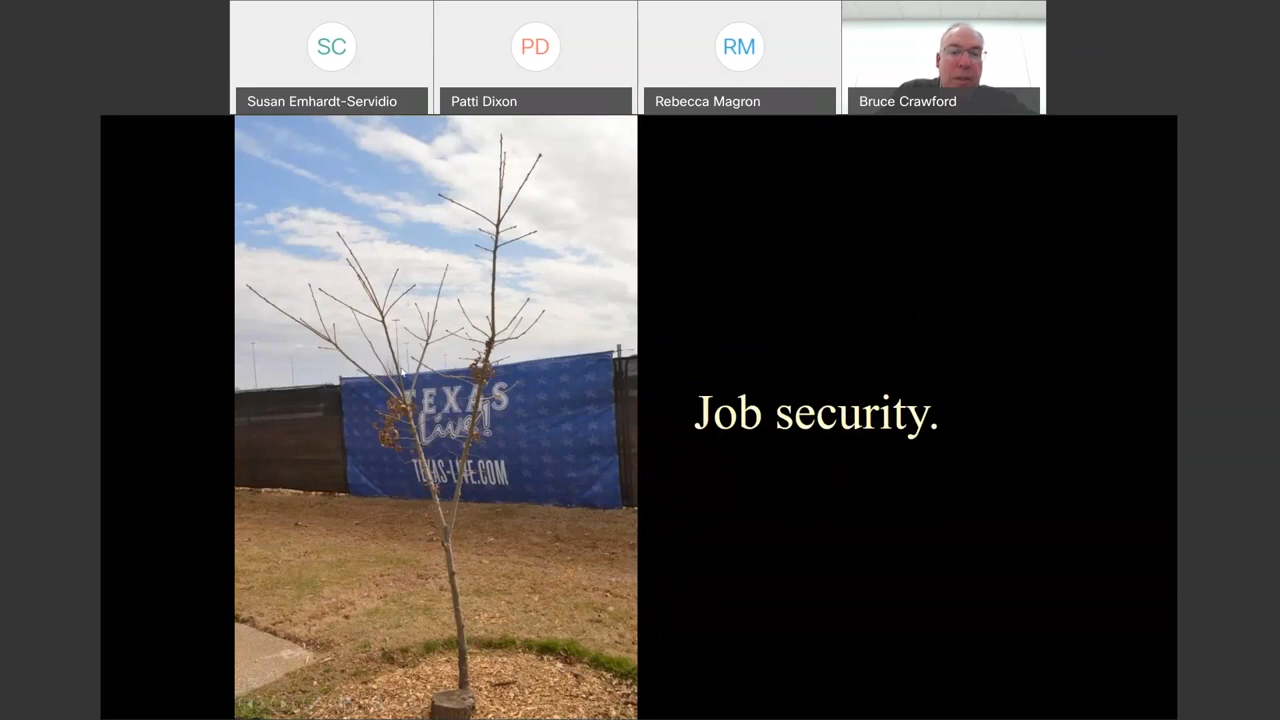 SC
Susan Emhardt-Servidio
PD
Patti Dixon
RM
Rebecca Magron
Bruce Crawford
TEXAS
Live!
TEXAS-LIVE.COM
Job security.